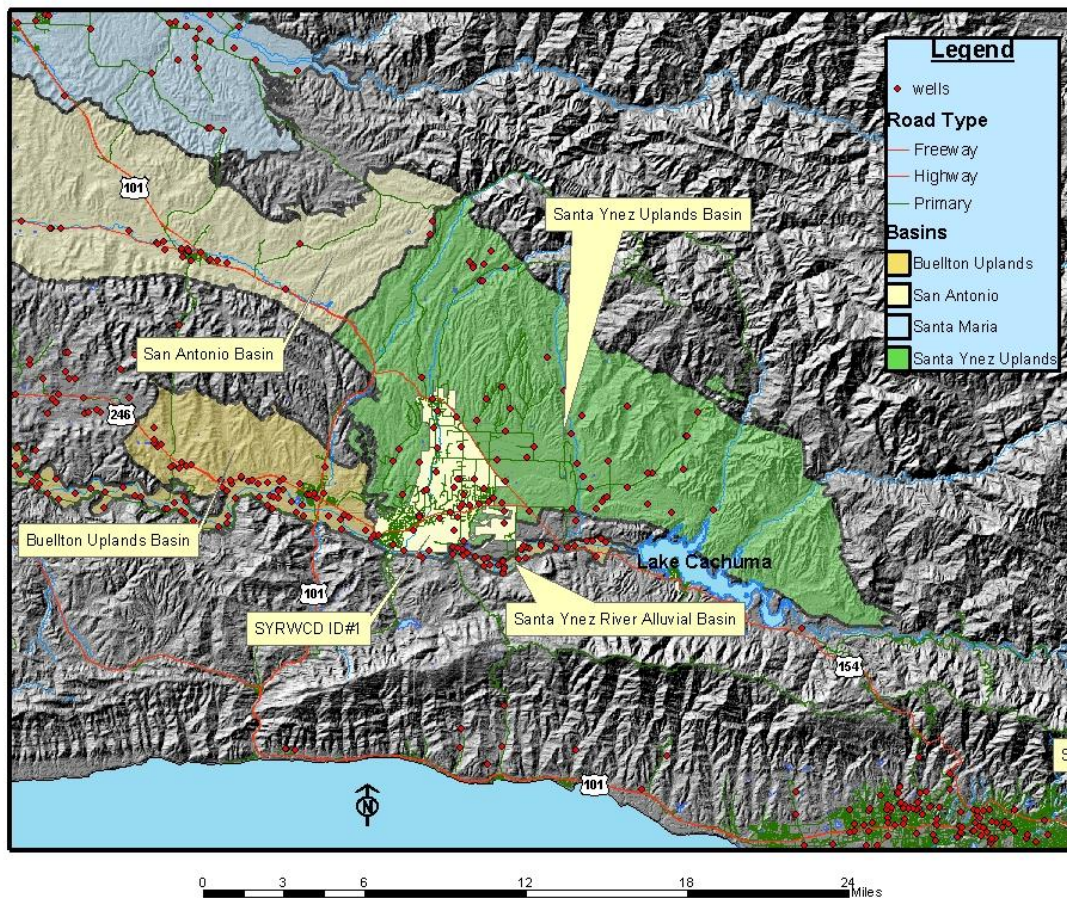 Legend
wells
Road Type
Freeway
Highway
Primary
Basins
Buellton Uplands
San Antonio
Santa Maria
Santa Ynez Uplands
101
Santa Ynez Uplands Basin
San Antonio Basin
246
Buellton Uplands Basin
Lake Cachuma
101
SYRWCD ID#1
Santa Ynez River Alluvial Basin
154
S
101
N
0 3 6 12 18 24 Miles